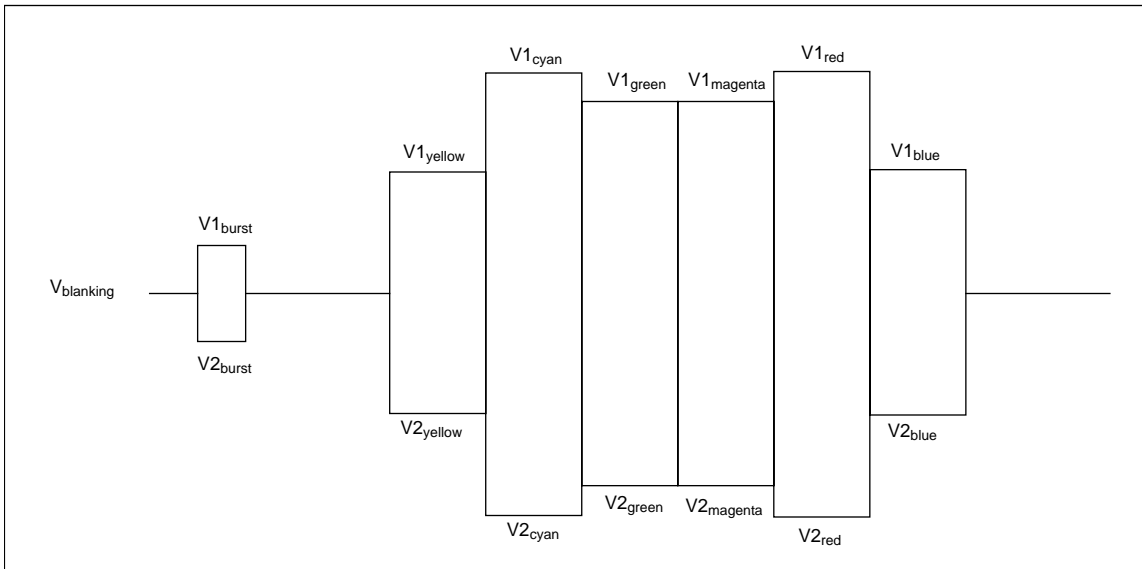 V1cyan
V1red
V1green
V1magenta
V1yellow
V1blue
V1burst
Vblanking
V2burst
V2yellow
V2blue
V2green
V2magenta
V2cyan
V2red